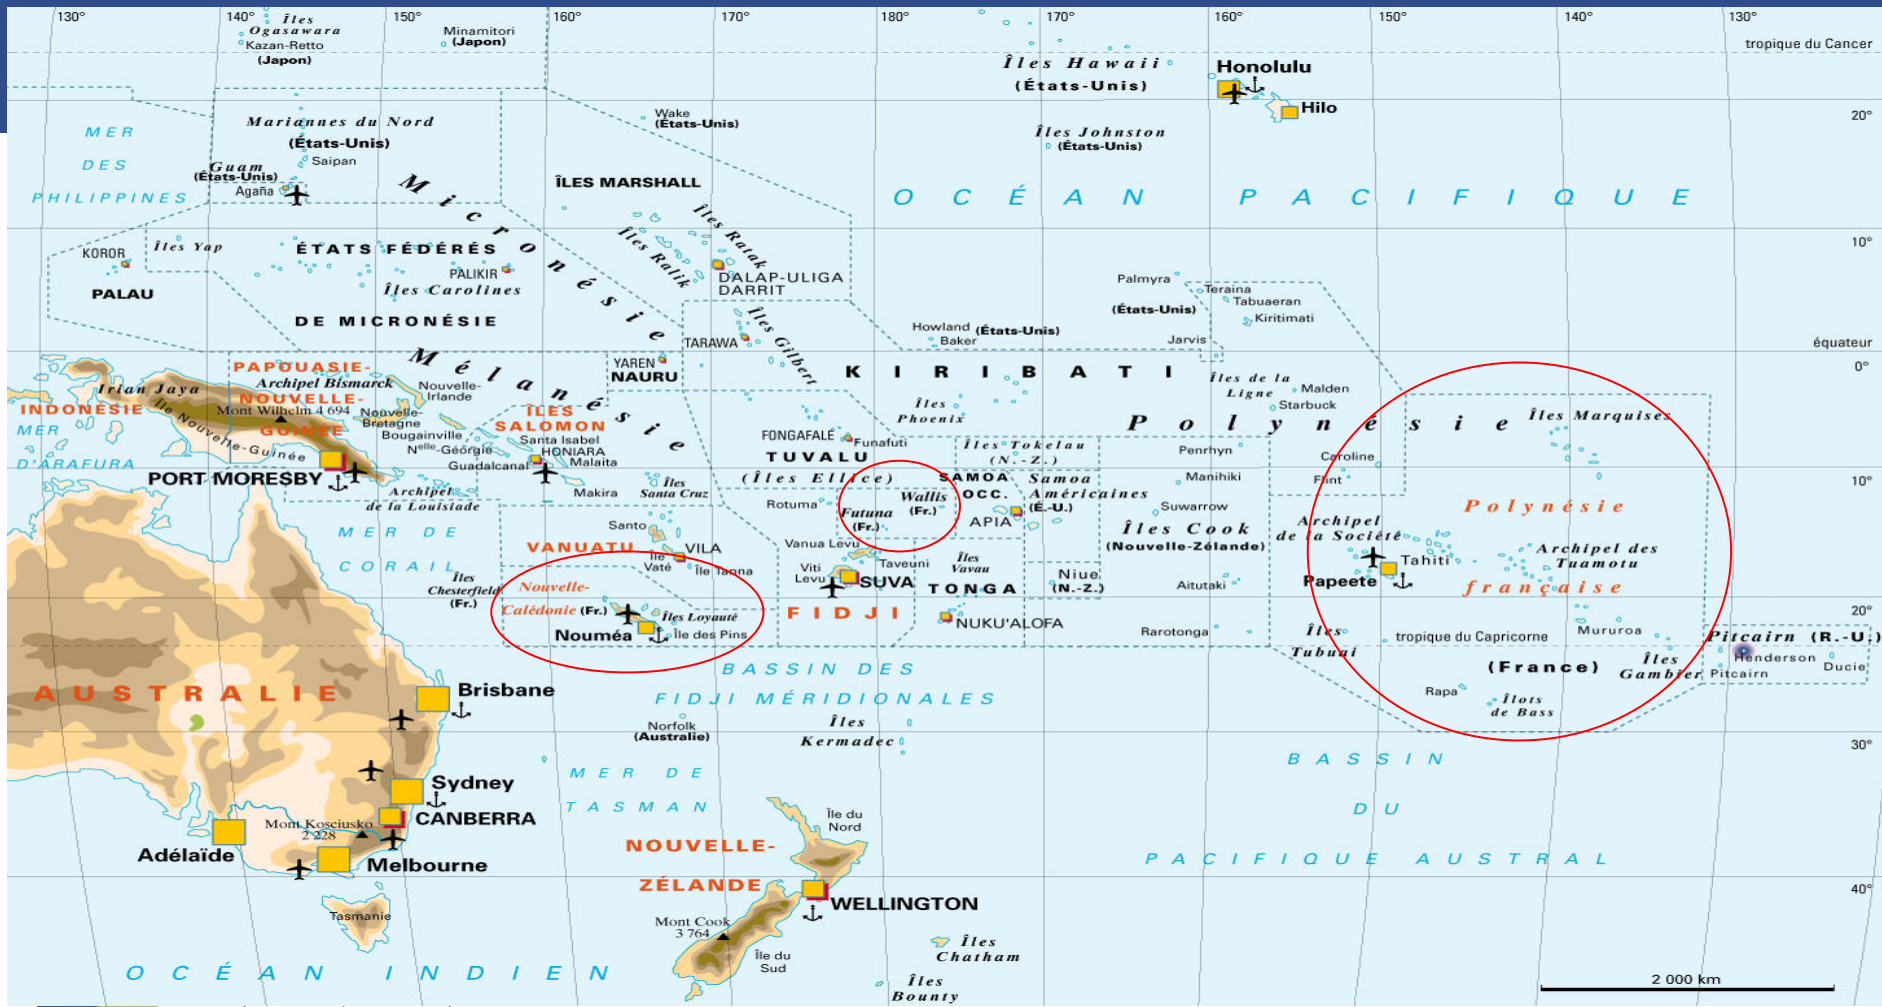 130°
140°
150°
160°
170°
180°
170°
160°
150°
140°
130°
Îles
Ogasawara
Kazan-Retto
(Japon)
Minamitori
(Japon)
tropique du Cancer
Îles Hawaii
(États-Unis)
Honolulu
Hilo
20°
MER
DES
PHILIPPINES
Mariannes du Nord
(États-Unis)
Saipan
Guam
(États-Unis)
Agaña
Wake
(États-Unis)
Îles Johnston
(États-Unis)
Micronésie
ÎLES MARSHALL
OCÉAN PACIFIQUE
Îles Ratak
Îles Ralik
10°
KOROR
Îles Yap
PALAU
ÉTATS FÉDÉRÉS
PALIKIR
Îles Carolines
DE MICRONÉSIE
DALAP-ULIGA
DARRIT
Palmyra
(États-Unis)
Teraina
Tabuaeran
Kiritimati
Howland
(États-Unis)
Baker
Jarvis
TARAWA
Îles Gilbert
équateur
0°
Mélanésie
YAREN
NAURU
KIRIBATI
Îles de la
Ligne
Malden
Starbuck
Îles
Phoenix
Polynésie
Îles Marquises
PAPOUASIE-
NOUVELLE-
GUINÉE
Archipel Bismarck
Nouvelle-
Irlande
Irian Jaya
Île Nouvelle-Guinée
Mont Wilhelm 4 694
Nouvelle-
Bretagne
INDONÉSIE
MER
D'ARAFURA
Bougainville
Nelle-Géorgie
ÎLES
SALOMON
Santa Isabel
HONIARA
Guadalcanal
Malaita
Makira
Îles
Santa Cruz
PORT MORESBY
Archipel
de la Louisiade
FONGAFALÉ
Funafuti
TUVALU
(Îles Ellice)
Îles Tokelau
(N.-Z.)
Penrhyn
Manihiki
Suwarrow
Caroline
Flint
10°
Rotuma
Wallis
(Fr.)
Futuna
(Fr.)
SAMOA
OCC.
APIA
Samoa
Américaines
(É.-U.)
Îles Cook
(Nouvelle-Zélande)
Archipel
de la Société
Polynésie
française
Archipel des
Tuamotu
Tahiti
Papeete
MER DE
CORAIL
Santo
VANUATU
VILA
Île
Vaté
Île Tanna
Vanua Levu
Viti
Levu
Taveuni
SUVA
FIDJI
Îles
Vavau
TONGA
NUKU'ALOFA
Niue
(N.-Z.)
Aitutaki
Rarotonga
Îles
Chesterfield
(Fr.)
Nouvelle-
Calédonie (Fr.)
Îles Loyauté
Nouméa
Île des Pins
20°
Îles
Tubuai
tropique du Capricorne
Mururoa
(France)
Îles
Gambier
Pitcairn (R.-U.)
Henderson
Ducie
Pitcairn
Rapa
Îlots
de Bass
AUSTRALIE
Brisbane
BASSIN DES
FIDJI MÉRIDIONALES
Norfolk
(Australie)
Îles
Kermadec
30°
BASSIN
DU
PACIFIQUE AUSTRAL
MER DE
TASMAN
Sydney
CANBERRA
Mont Kosciusko
2 228
Adélaïde
Melbourne
Tasmanie
Île du
Nord
NOUVELLE-
ZÉLANDE
WELLINGTON
Mont Cook
3 764
Île du
Sud
40°
Îles
Chatham
Îles
Bounty
OCÉAN INDIEN
2 000 km